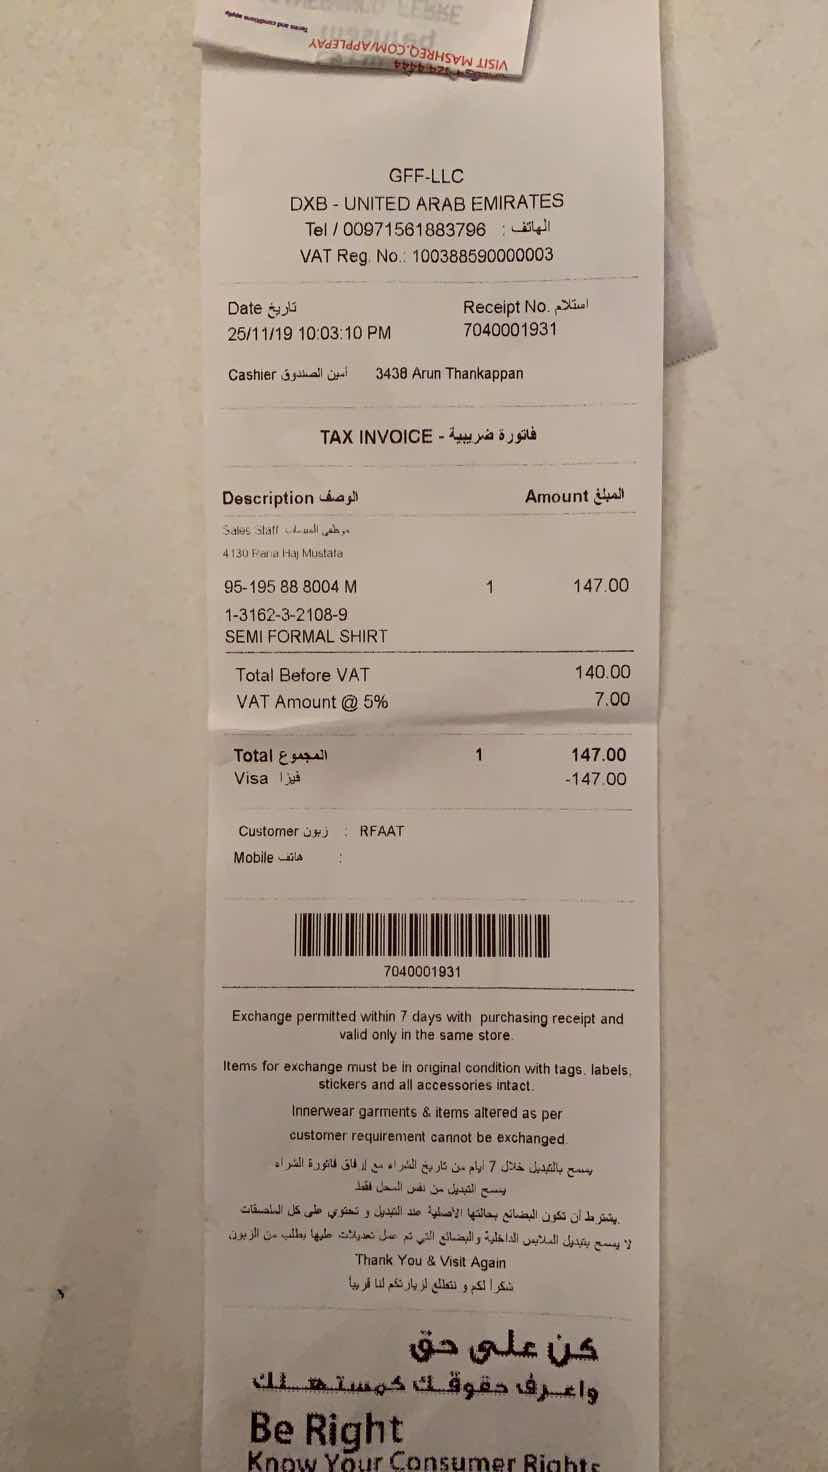 Terms and conditions apply
VISIT MASHREQ.COM/APPLEPAY
GFF-LLC
DXB - UNITED ARAB EMIRATES
Tel / 00971561883796 : الهاتف
VAT Reg. No.: 100388590000003
Date تاريخ Receipt No. استلام
25/11/19 10:03:10 PM 7040001931
Cashier أمين الصندوق 3438 Arun Thankappan
TAX INVOICE - فاتورة ضريبية
Description الوصف Amount المبلغ
Sales Staff موظفي المبيعات
4130 Rana Haj Mustafa
95-195 88 8004 M 1 147.00
1-3162-3-2108-9
SEMI FORMAL SHIRT
Total Before VAT 140.00
VAT Amount @ 5% 7.00
Total المجموع 1 147.00
Visa فيزا -147.00
Customer زبون : RFAAT
Mobile هاتف :
7040001931
Exchange permitted within 7 days with purchasing receipt and
valid only in the same store.
Items for exchange must be in original condition with tags, labels,
stickers and all accessories intact.
Innerwear garments & items altered as per
customer requirement cannot be exchanged.
يسمح بالتبديل خلال 7 أيام من تاريخ الشراء مع إرفاق فاتورة الشراء
يسمح التبديل من نفس المحل فقط
يشترط أن تكون البضائع بحالتها الأصلية عند التبديل و تحتوي على كل الملصقات.
لا يسمح بتبديل الملابس الداخلية والبضائع التي تم عمل تعديلات عليها بطلب من الزبون
Thank You & Visit Again
شكرا لكم و نتطلع لزيارتكم لنا قريبا
كن على حق
واعرف حقوقك كمستهلك
Be Right
Know Your Consumer Rights